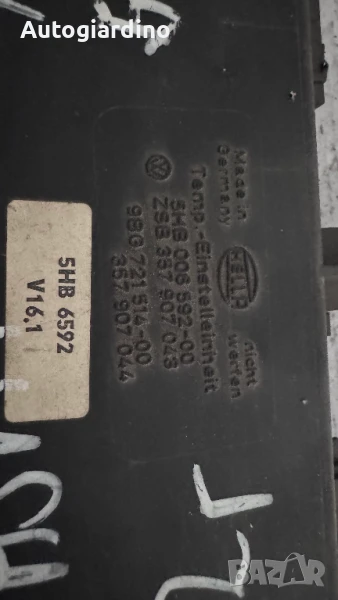 Autogiardino
Made in
Germany
HELLA
nicht
werfen
Temp.-Einstelleinheit
5HB 006 592-00
ZSB 357 907 043
9BG 721 514-00
357 907 044
5HB 6592
V16.1
BAZAR